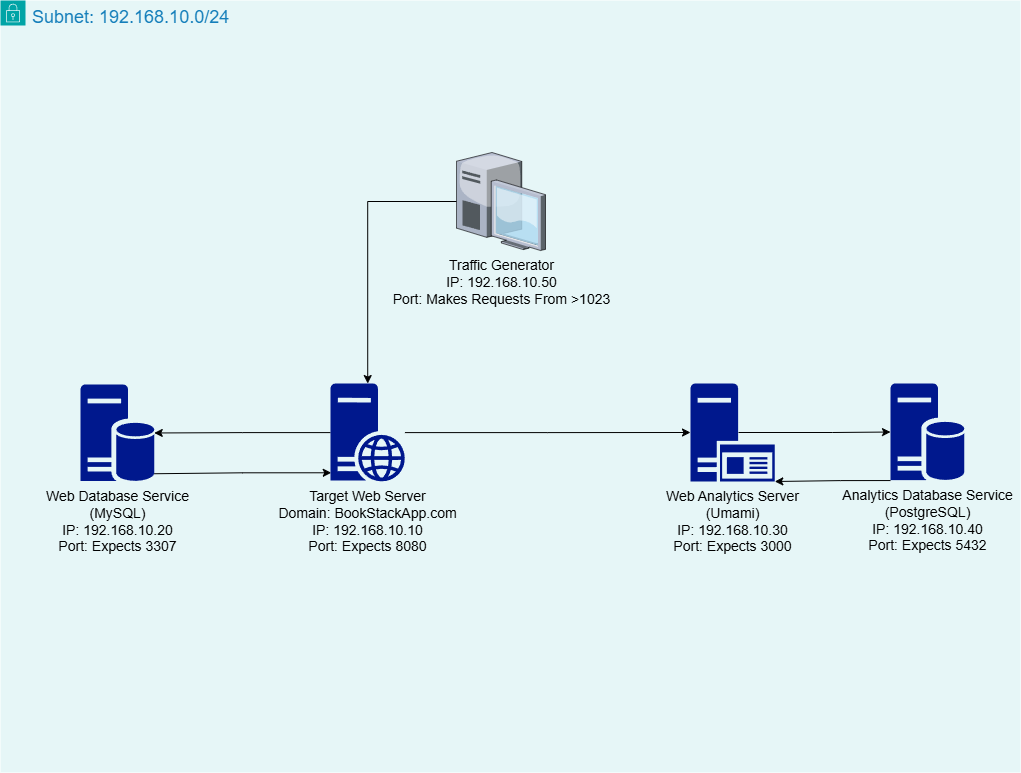 Subnet: 192.168.10.0/24
Traffic Generator
IP: 192.168.10.50
Port: Makes Requests From >1023
Web Database Service
(MySQL)
IP: 192.168.10.20
Port: Expects 3307
Target Web Server
Domain: BookStackApp.com
IP: 192.168.10.10
Port: Expects 8080
Web Analytics Server
(Umami)
IP: 192.168.10.30
Port: Expects 3000
Analytics Database Service
(PostgreSQL)
IP: 192.168.10.40
Port: Expects 5432